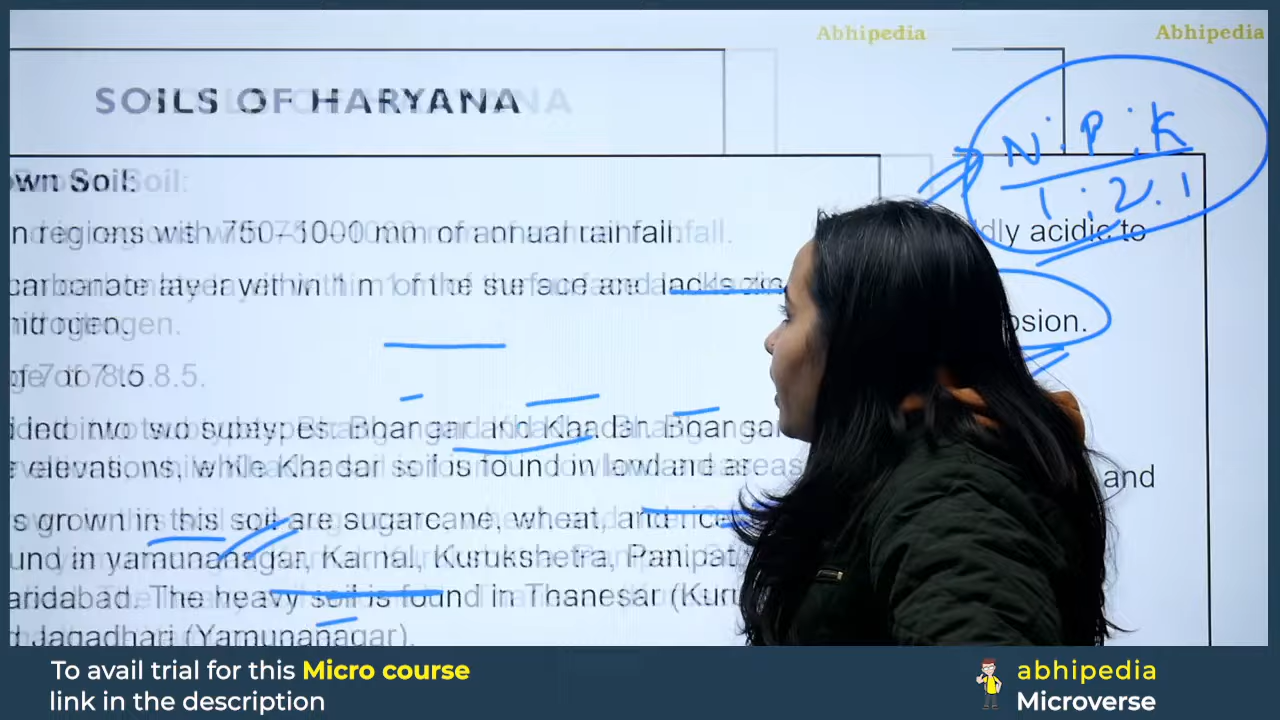 Abhipedia Abhipedia
SOILS OF HARYANA
N : P : K
1 : 2 : 1
own Soil:
n regions with 750–1000 mm of annual rainfall.
dly acidic to
carbonate layer within 1 m of the surface and lacks zin
nitrogen.
osion.
of 7 to 8.5.
ded into two subtypes: Bhangar and Khadar. Bhangar
elevations, while Khadar soil is found in lowland areas.
and
s grown in this soil are sugarcane, wheat, and rice
und in yamunanagar, Karnal, Kurukshetra, Panipat,
aridabad. The heavy soil is found in Thanesar (Kuru
d Jagadhari (Yamunanagar).
To avail trial for this Micro course
link in the description
abhipedia
Microverse